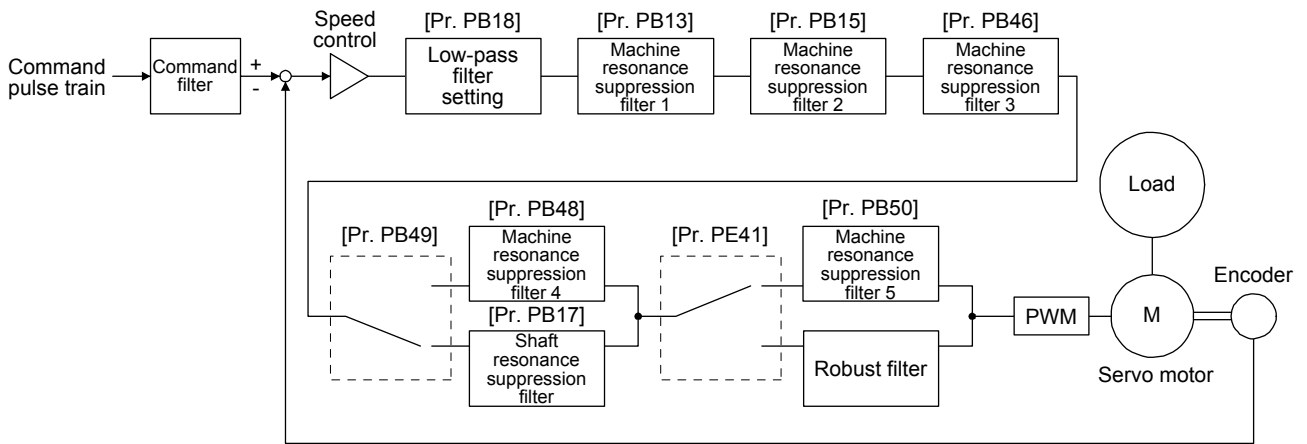 Command
pulse train
Command
filter
+
-
Speed
control
[Pr. PB18]
Low-pass
filter
setting
[Pr. PB13]
Machine
resonance
suppression
filter 1
[Pr. PB15]
Machine
resonance
suppression
filter 2
[Pr. PB46]
Machine
resonance
suppression
filter 3
[Pr. PB49]
[Pr. PB48]
Machine
resonance
suppression
filter 4
[Pr. PB17]
Shaft
resonance
suppression
filter
[Pr. PE41]
[Pr. PB50]
Machine
resonance
suppression
filter 5
Robust filter
PWM
Load
M
Servo motor
Encoder